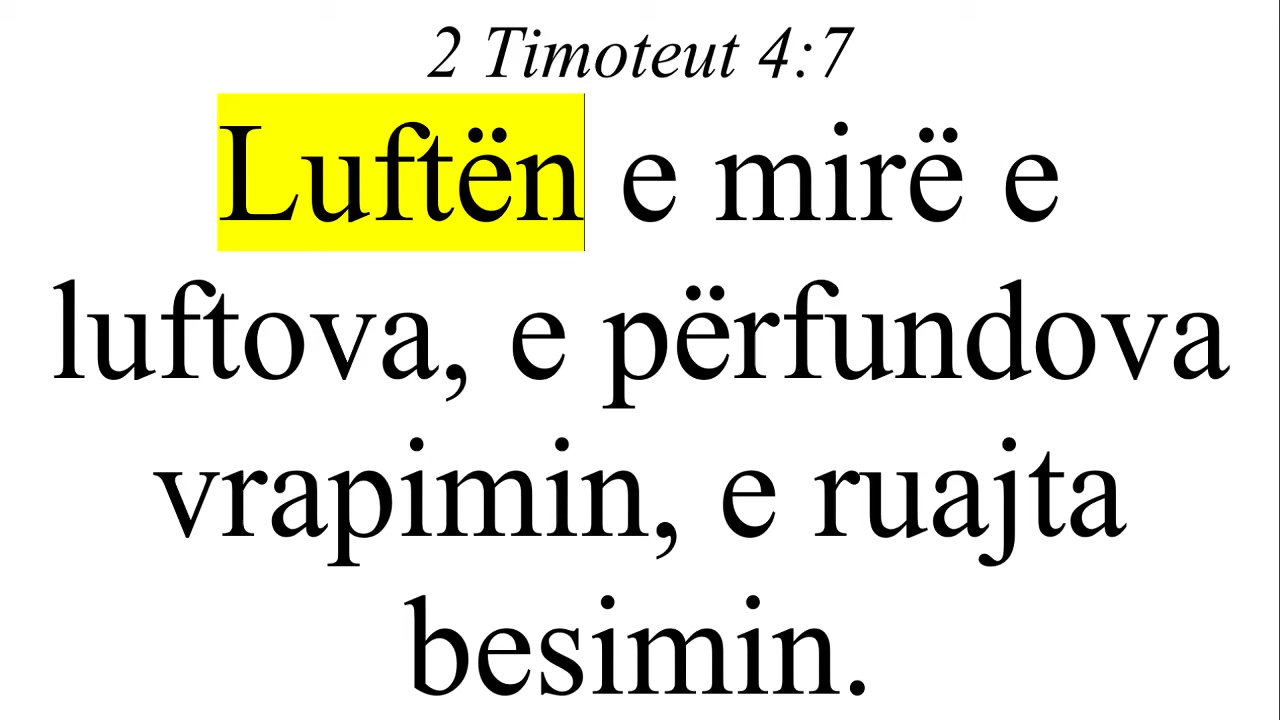 2 Timoteut 4:7
Luftën e mirë e
luftova, e përfundova
vrapimin, e ruajta
besimin.